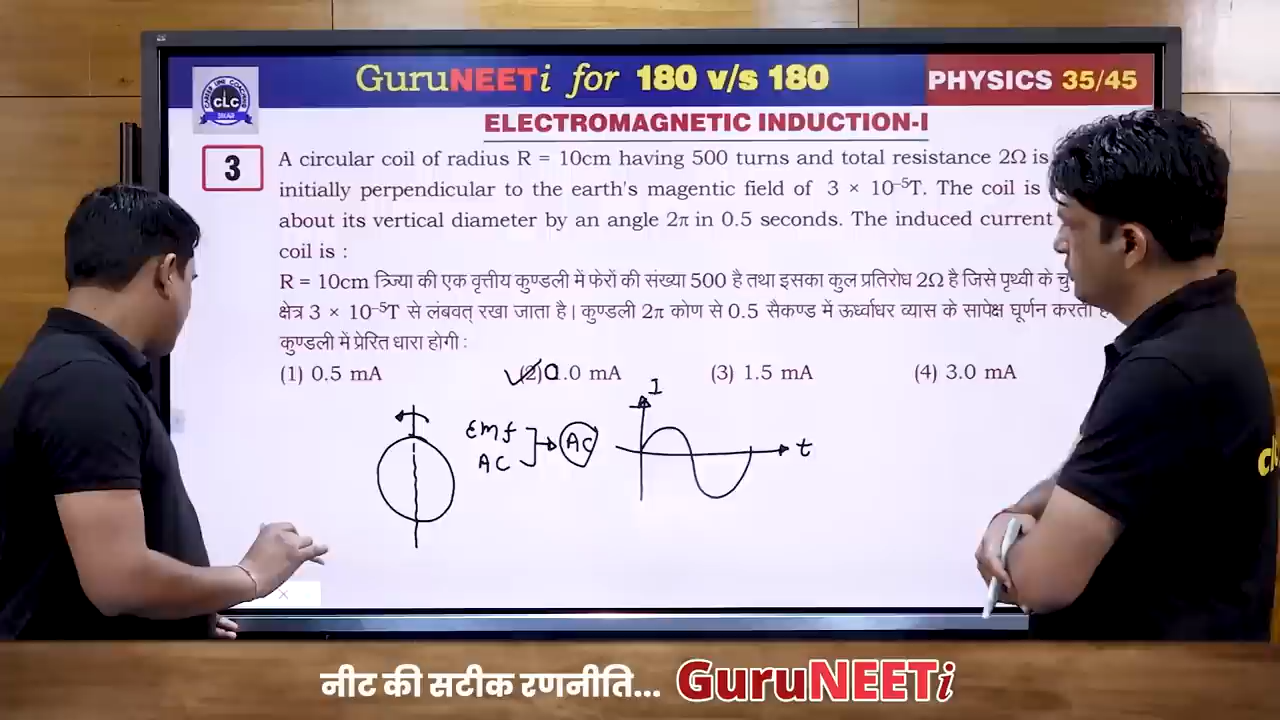 GuruNEETi for 180 v/s 180
PHYSICS 35/45
CLC
ELECTROMAGNETIC INDUCTION-I
3
A circular coil of radius R = 10cm having 500 turns and total resistance 2Ω is
initially perpendicular to the earth's magentic field of 3 × 10⁻⁵T. The coil is
about its vertical diameter by an angle 2π in 0.5 seconds. The induced current
coil is :
R = 10cm त्रिज्या की एक वृत्तीय कुण्डली में फेरों की संख्या 500 है तथा इसका कुल प्रतिरोध 2Ω है जिसे पृथ्वी के
क्षेत्र 3 × 10⁻⁵T से लंबवत् रखा जाता है। कुण्डली 2π कोण से 0.5 सैकण्ड में ऊर्ध्वाधर व्यास के सापेक्ष घूर्णन करती
कुण्डली में प्रेरित धारा होगी :
(1) 0.5 mA (2) 1.0 mA (3) 1.5 mA (4) 3.0 mA
I
Emf
AC
AC
t
नीट की सटीक रणनीति... GuruNEETi